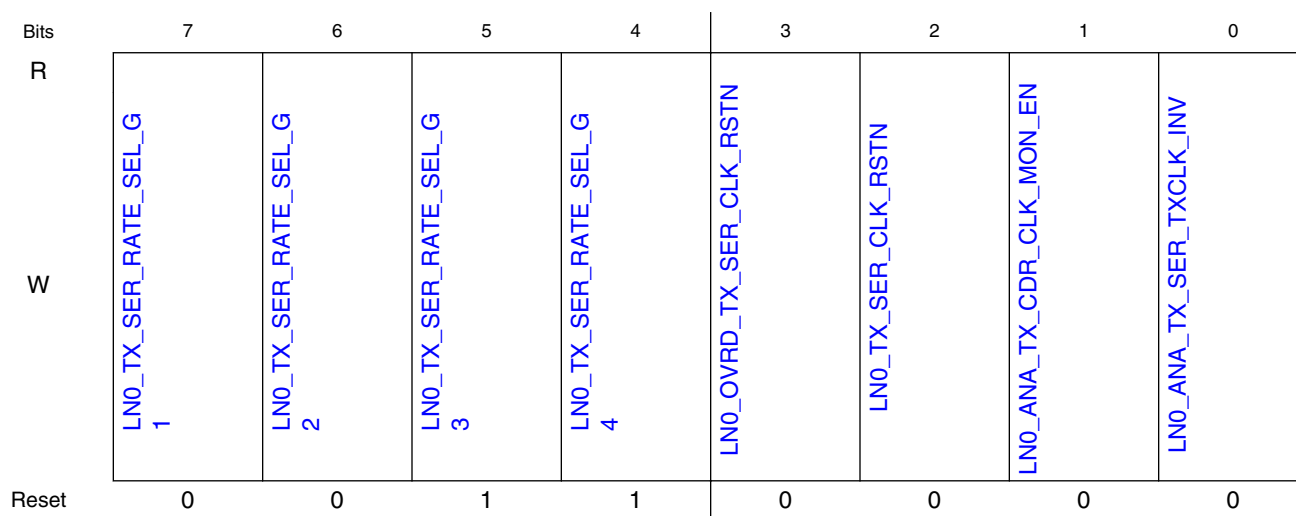 Bits 7 6 5 4 3 2 1 0
R
W
LN0_TX_SER_RATE_SEL_G
1
LN0_TX_SER_RATE_SEL_G
2
LN0_TX_SER_RATE_SEL_G
3
LN0_TX_SER_RATE_SEL_G
4
LN0_OVRD_TX_SER_CLK_RSTN
LN0_TX_SER_CLK_RSTN
LN0_ANA_TX_CDR_CLK_MON_EN
LN0_ANA_TX_SER_TXCLK_INV
Reset 0 0 1 1 0 0 0 0